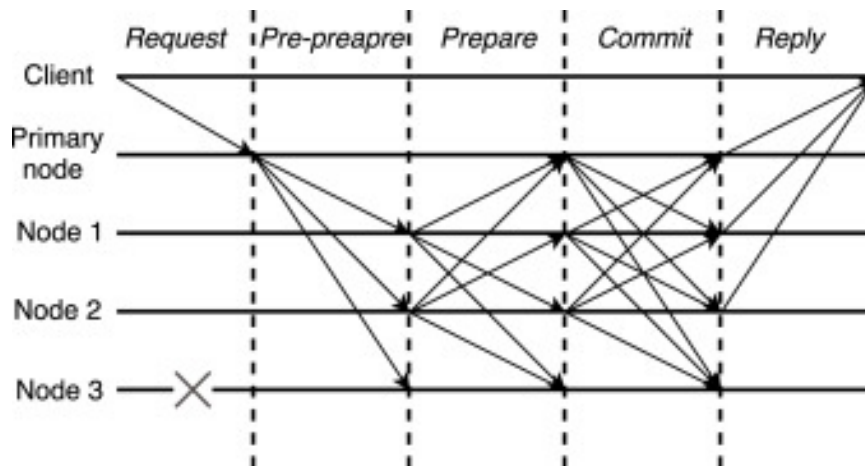 Request Pre-preapre Prepare Commit Reply
Client
Primary
node
Node 1
Node 2
Node 3